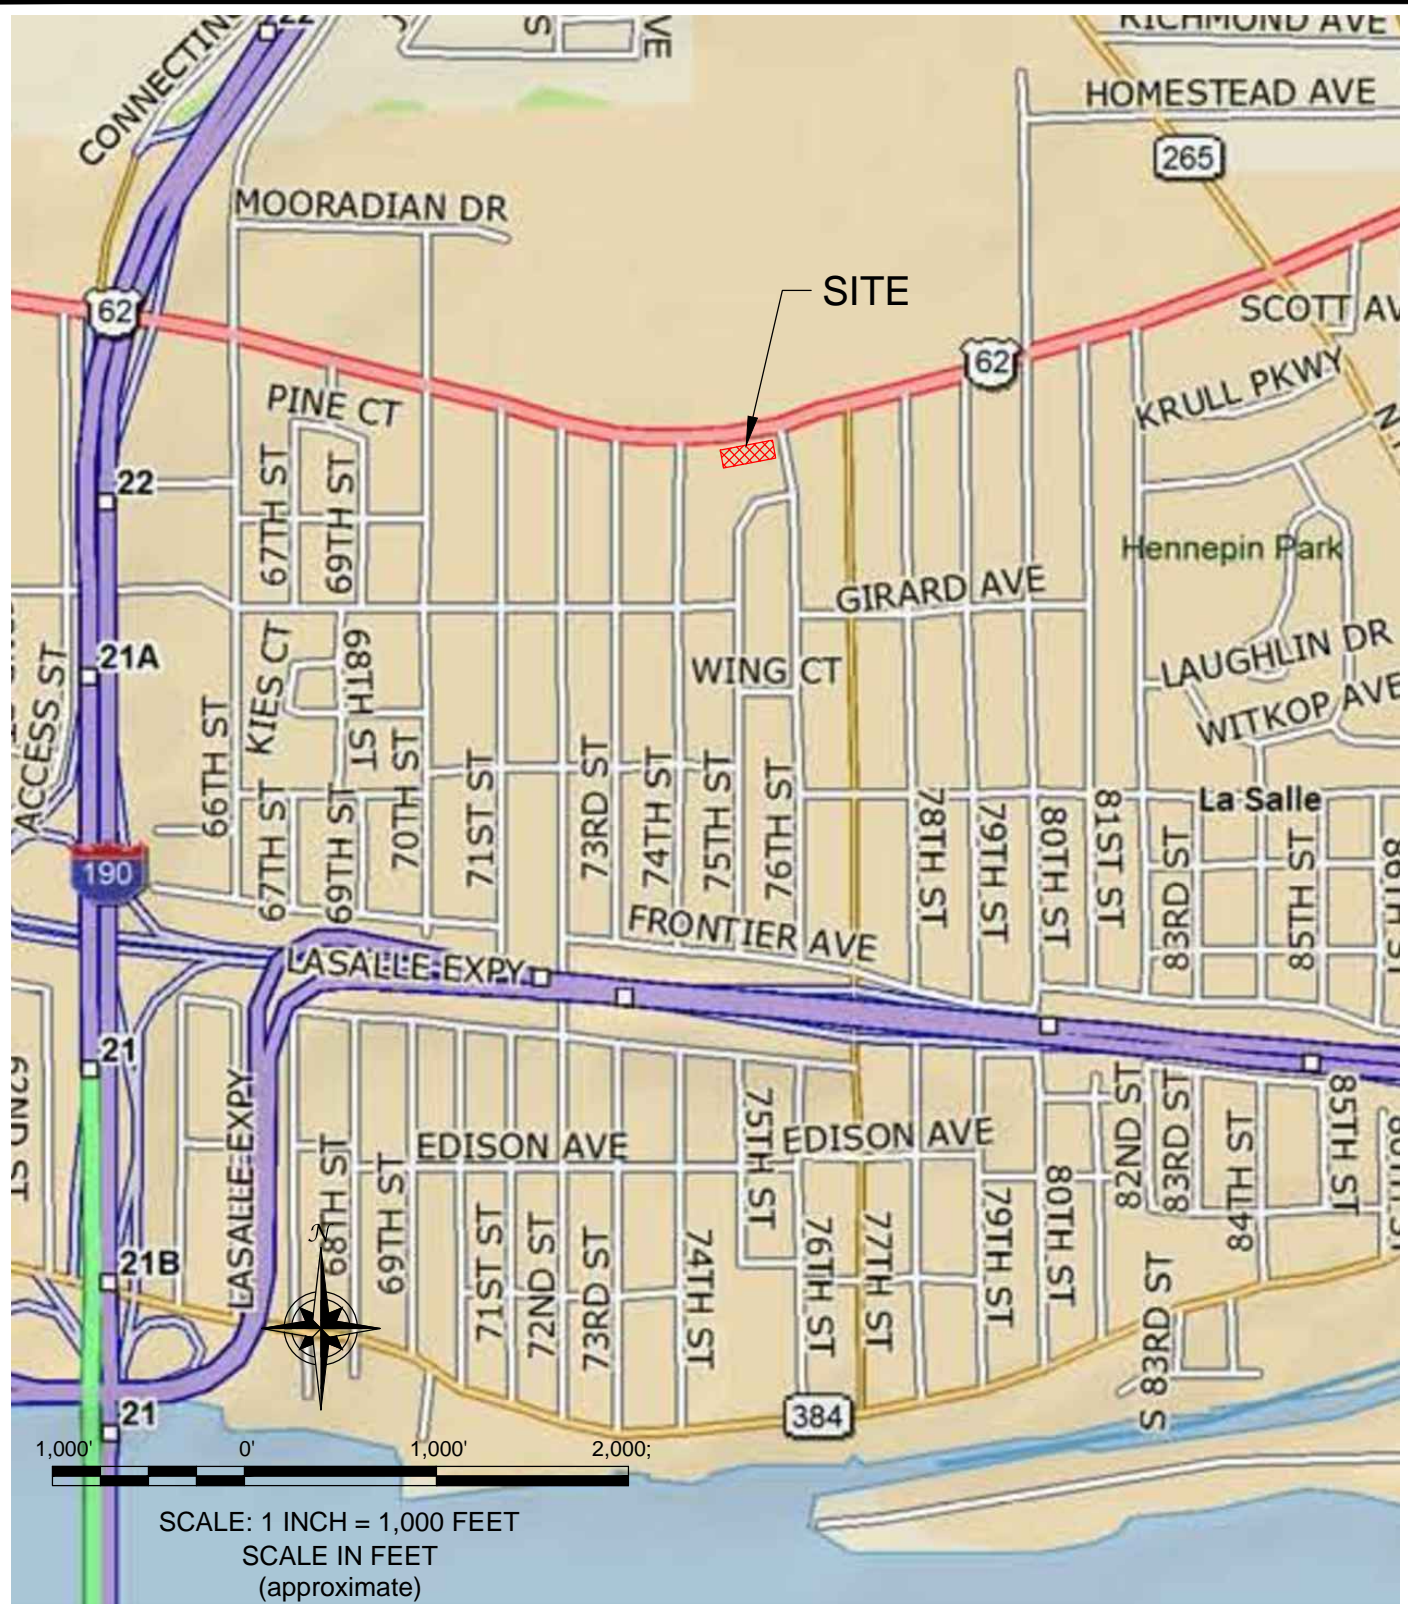 22
CONNECTING
S
VE
RICHMOND AVE
HOMESTEAD AVE
265
MOORADIAN DR
SITE
62
SCOTT AV
62
KRULL PKWY
PINE CT
67TH ST
69TH ST
22
Hennepin Park
GIRARD AVE
21A
ACCESS ST
KIES CT
68TH ST
WING CT
LAUGHLIN DR
WITKOP AVE
66TH ST
67TH ST
69TH ST
70TH ST
71ST ST
73RD ST
74TH ST
75TH ST
76TH ST
78TH ST
79TH ST
80TH ST
81ST ST
La Salle
83RD ST
85TH ST
86TH ST
190
FRONTIER AVE
LASALLE EXPY
21
62ND ST
LASALLE EXPY
EDISON AVE
75TH ST
EDISON AVE
82ND ST
83RD ST
84TH ST
85TH ST
68TH ST
69TH ST
71ST ST
72ND ST
73RD ST
74TH ST
76TH ST
77TH ST
79TH ST
80TH ST
S 83RD ST
N
21B
384
21
1,000' 0' 1,000' 2,000;
SCALE: 1 INCH = 1,000 FEET
SCALE IN FEET
(approximate)